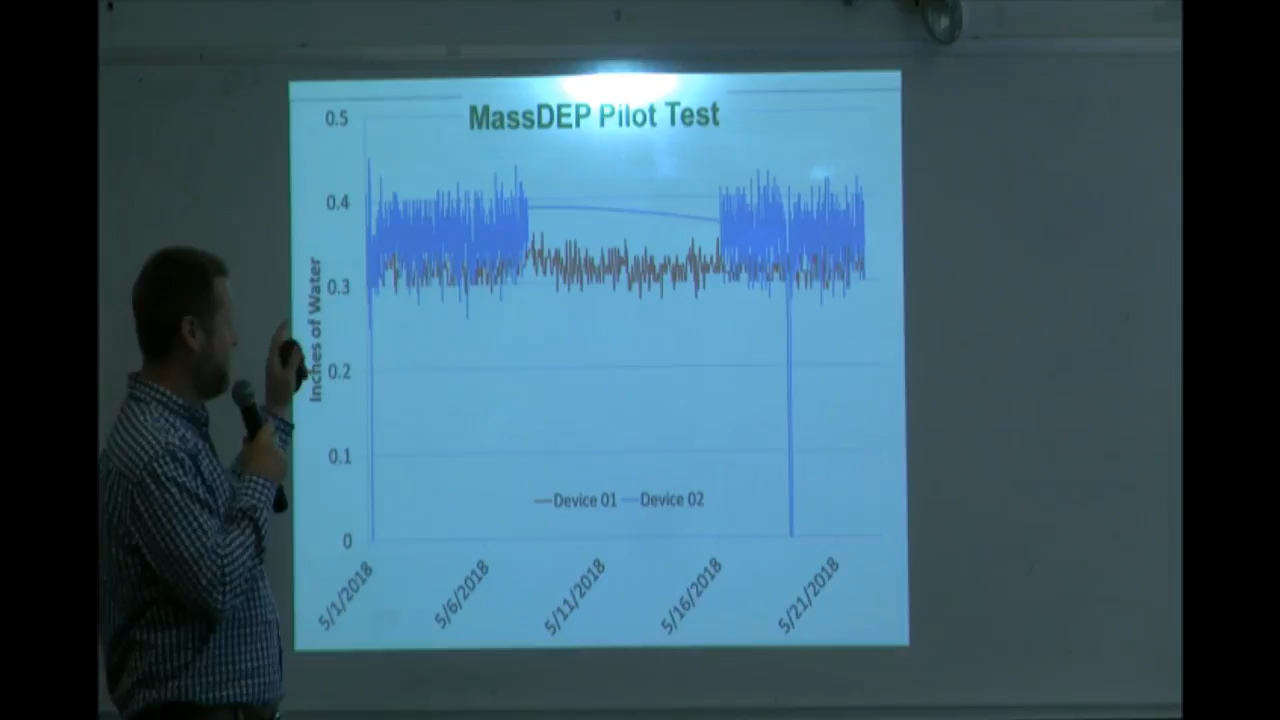 MassDEP Pilot Test
0.5
0.4
0.3
0.2
0.1
0
Inches of Water
Device 01 Device 02
5/1/2018 5/6/2018 5/11/2018 5/16/2018 5/21/2018